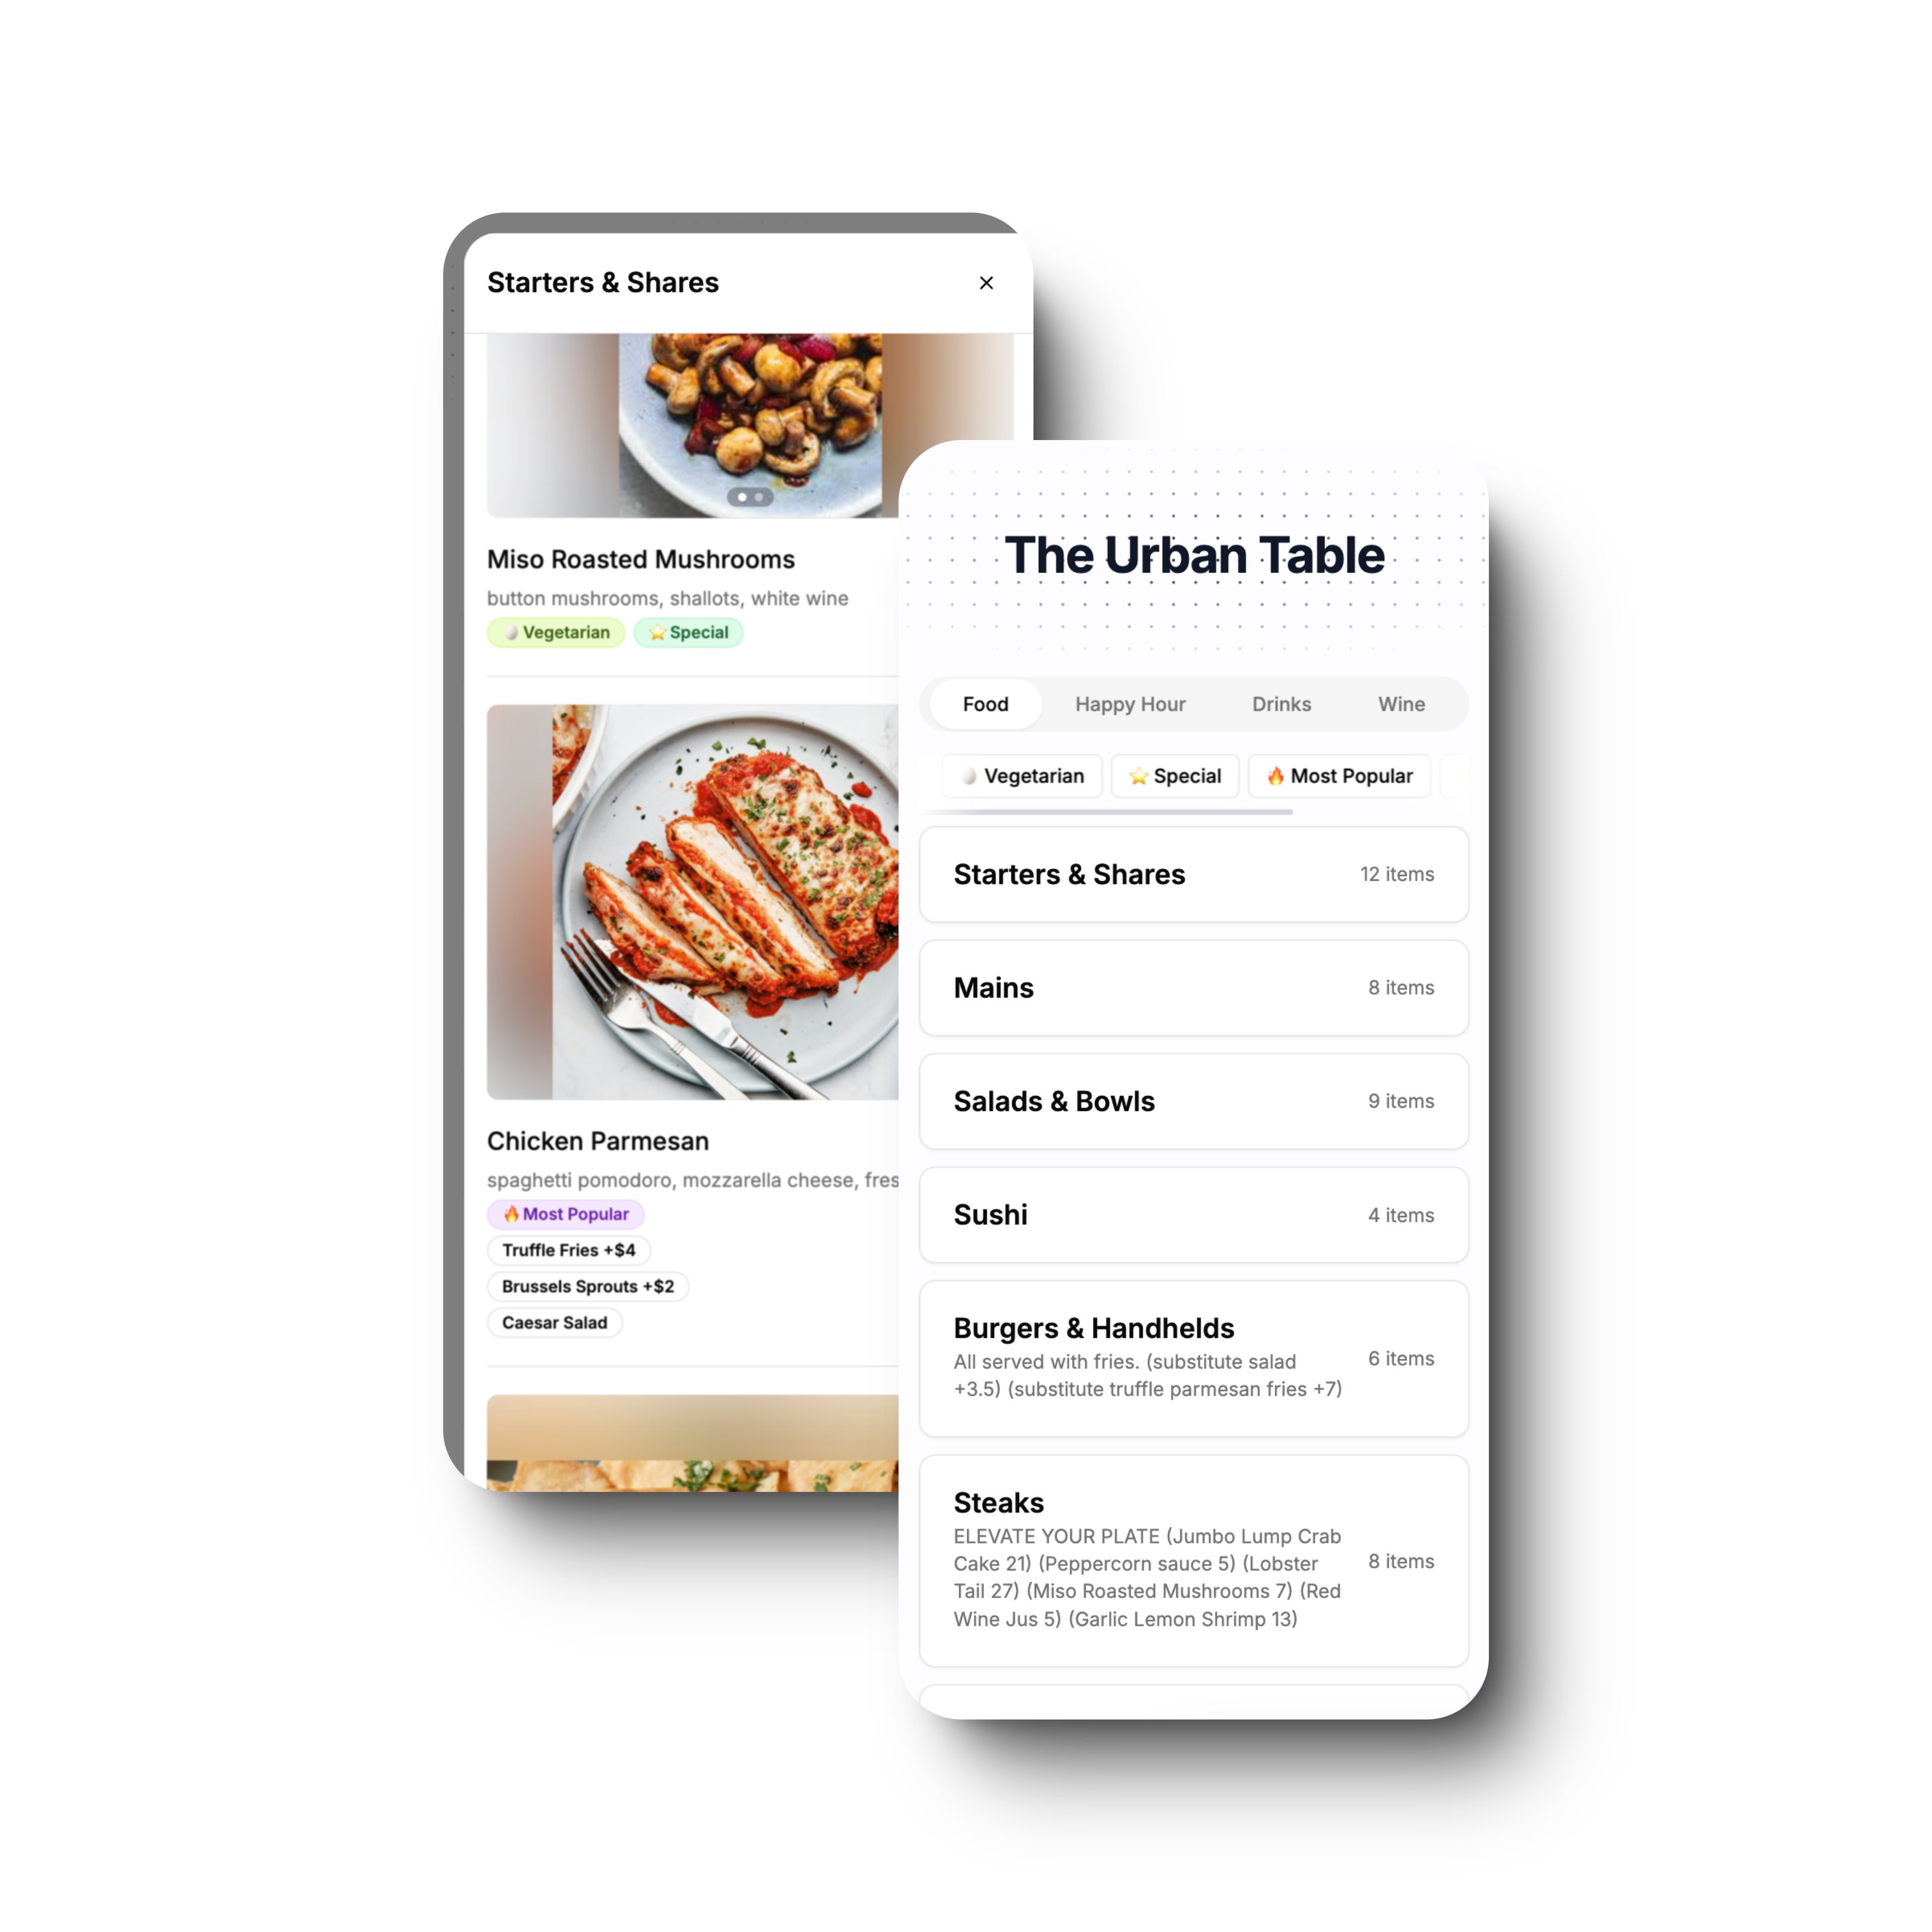 Starters & Shares
Miso Roasted Mushrooms
button mushrooms, shallots, white wine
Vegetarian
Special
Chicken Parmesan
spaghetti pomodoro, mozzarella cheese,
Most Popular
Truffle Fries +$4
Brussels Sprouts +$2
Caesar Salad
The Urban Table
Food
Happy Hour
Drinks
Wine
Vegetarian
Special
Most Popular
Starters & Shares
12 items
Mains
8 items
Salads & Bowls
9 items
Sushi
4 items
Burgers & Handhelds
All served with fries. (substitute salad
+3.5) (substitute truffle parmesan fries +7)
6 items
Steaks
ELEVATE YOUR PLATE (Jumbo Lump Crab
Cake 21) (Peppercorn sauce 5) (Lobster
Tail 27) (Miso Roasted Mushrooms 7) (Red
Wine Jus 5) (Garlic Lemon Shrimp 13)
8 items